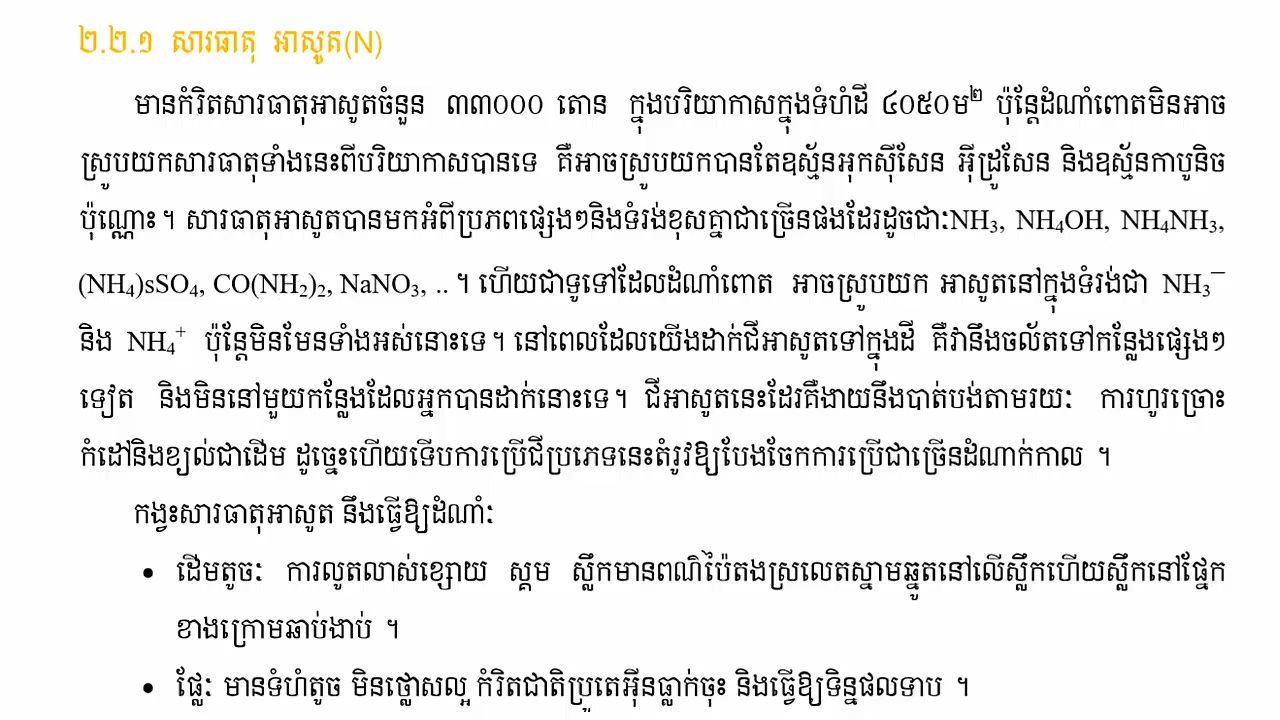 ២.២.១ សារធាតុ អាសូត(N)
មានកំរិតសារធាតុអាសូតចំនួន ៣៣០០០ តោន ក្នុងបរិយាកាសក្នុងទំហំដី ៤០៥០ម² ប៉ុន្តែដំណាំពោតមិនអាច
ស្រូបយកសារធាតុទាំងនេះពីបរិយាកាសបានទេ គឺអាចស្រូបយកបានតែឧស្ម័នអុកស៊ីសែន អ៊ីដ្រូសែន និងឧស្ម័នកាបូនិច
ប៉ុណ្ណោះ។ សារធាតុអាសូតបានមកអំពីប្រភពផ្សេងៗនិងទំរង់ខុសគ្នាជាច្រើនផងដែរដូចជាៈNH₃, NH₄OH, NH₄NH₃,
(NH₄)sSO₄, CO(NH₂)₂, NaNO₃, .. ។ ហើយជាទូទៅដែលដំណាំពោត អាចស្រូបយក អាសូតនៅក្នុងទំរង់ជា NH₃⁻
និង NH₄⁺ ប៉ុន្តែមិនមែនទាំងអស់នោះទេ។ នៅពេលដែលយើងដាក់ជីអាសូតទៅក្នុងដី គឺវានឹងចល័តទៅកន្លែងផ្សេងៗ
ទៀត និងមិននៅមួយកន្លែងដែលអ្នកបានដាក់នោះទេ។ ជីអាសូតនេះដែរគឺងាយនឹងបាត់បង់តាមរយៈ ការហូរច្រោះ
កំដៅនិងខ្យល់ជាដើម ដូច្នេះហើយទើបការប្រើជីប្រភេទនេះតំរូវឱ្យបែងចែកការប្រើជាច្រើនដំណាក់កាល ។
កង្វះសារធាតុអាសូត នឹងធ្វើឱ្យដំណាំៈ
• ដើមតូចៈ ការលូតលាស់ខ្សោយ ស្គម ស្លឹកមានពណ៌បៃតងស្រលេតស្នាមឆ្នូតនៅលើស្លឹកហើយស្លឹកនៅផ្នែក
ខាងក្រោមឆាប់ងាប់ ។
• ផ្លែៈ មានទំហំតូច មិនថ្លោសល្អ កំរិតជាតិប្រូតេអ៊ីនធ្លាក់ចុះ និងធ្វើឱ្យទិន្នផលទាប ។